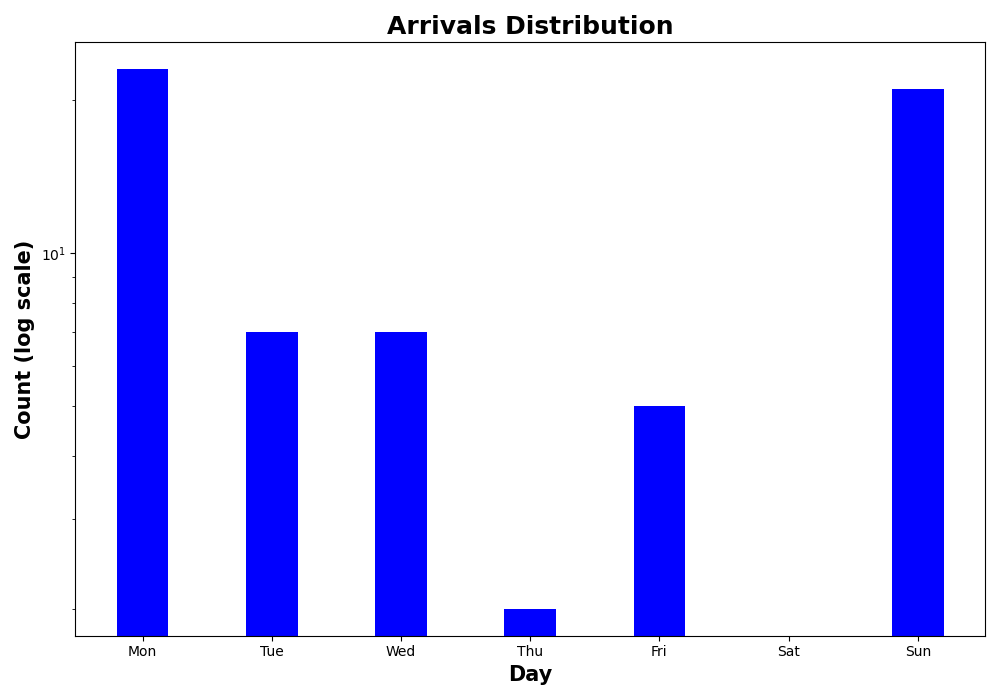 Arrivals Distribution
Count (log scale)
10¹
Mon Tue Wed Thu Fri Sat Sun
Day